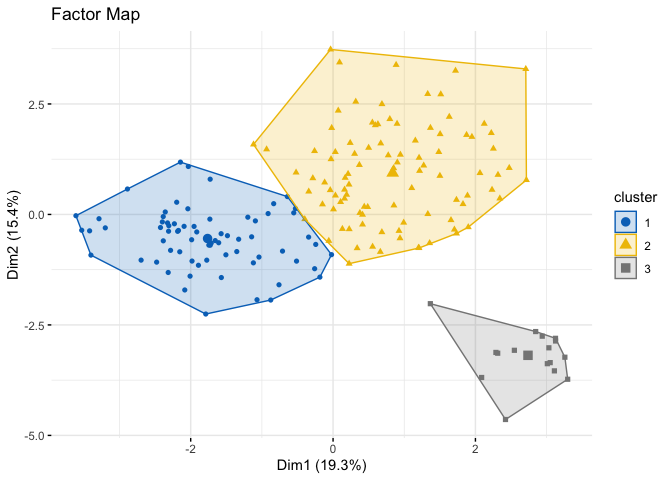 Factor Map
Dim2 (15.4%)
2.5
0.0
-2.5
-5.0
-2
0
2
Dim1 (19.3%)
cluster
1
2
3